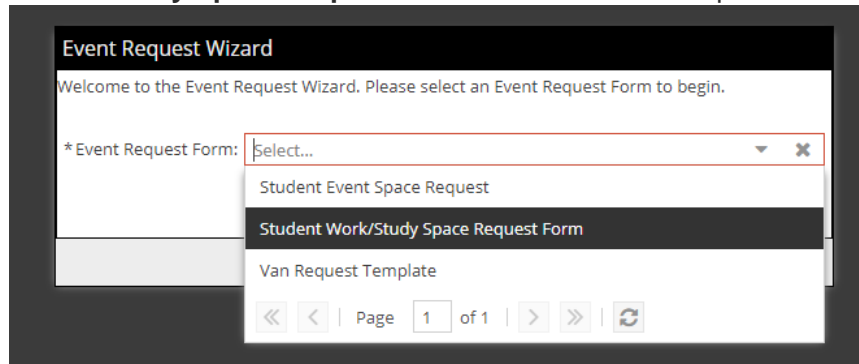 Event Request Wizard
Welcome to the Event Request Wizard. Please select an Event Request Form to begin.
* Event Request Form: Select...
Student Event Space Request
Student Work/Study Space Request Form
Van Request Template
Page 1 of 1